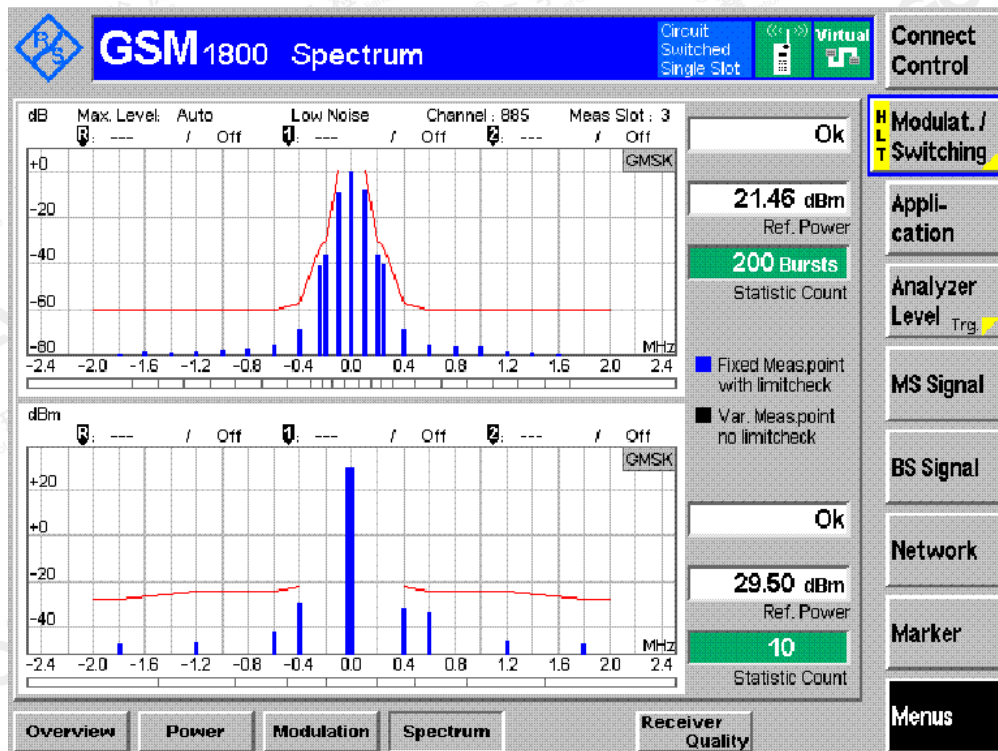 R/S
GSM 1800 Spectrum
Circuit
Switched
Single Slot
Virtual
Connect
Control
dB Max. Level: Auto Low Noise Channel : 885 Meas Slot : 3
R: --- / Off 1: --- / Off 2: --- / Off
GMSK
+0
-20
-40
-60
-80
MHz
-2.4 -2.0 -1.6 -1.2 -0.8 -0.4 0.0 0.4 0.8 1.2 1.6 2.0 2.4
Ok
21.46 dBm
Ref. Power
200 Bursts
Statistic Count
Fixed Meas.point
with limitcheck
Var. Meas.point
no limitcheck
dBm
R: --- / Off 1: --- / Off 2: --- / Off
GMSK
+20
+0
-20
-40
MHz
-2.4 -2.0 -1.6 -1.2 -0.8 -0.4 0.0 0.4 0.8 1.2 1.6 2.0 2.4
Ok
29.50 dBm
Ref. Power
10
Statistic Count
HLT
Modulat. /
Switching
Appli-
cation
Analyzer
Level Trg.
MS Signal
BS Signal
Network
Marker
Menus
Overview Power Modulation Spectrum Receiver
Quality